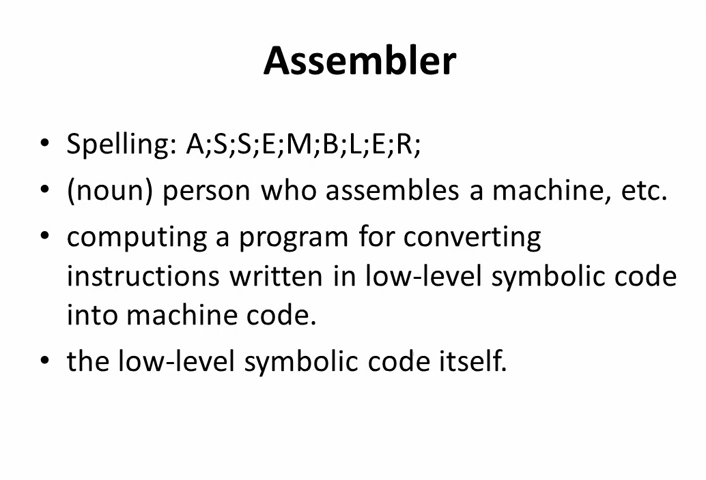 Assembler
• Spelling: A;S;S;E;M;B;L;E;R;
• (noun) person who assembles a machine, etc.
• computing a program for converting
instructions written in low-level symbolic code
into machine code.
• the low-level symbolic code itself.